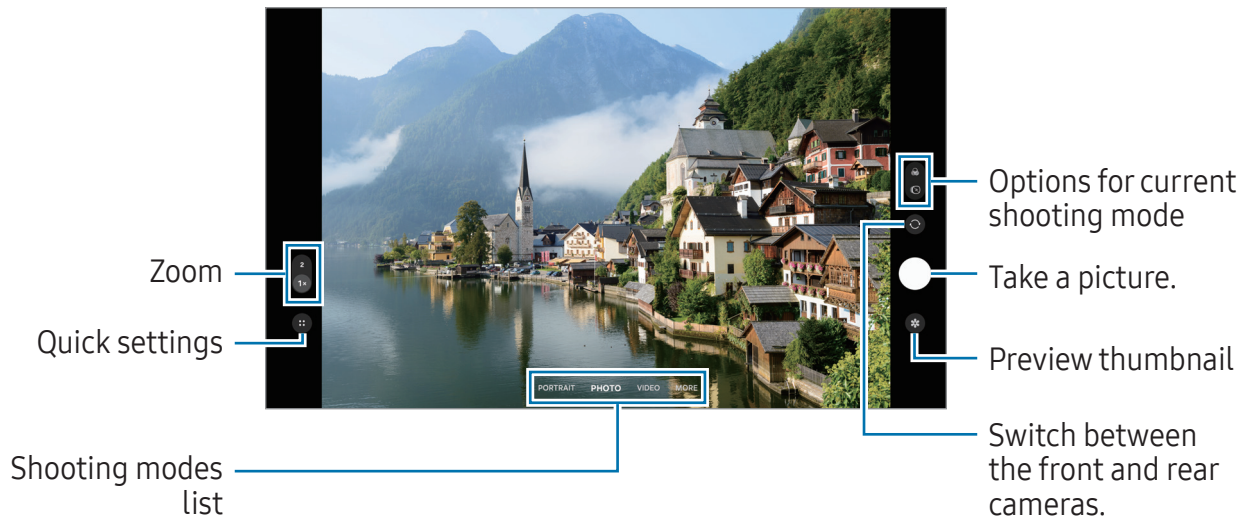 Zoom
2
1×
Quick settings
PORTRAIT PHOTO VIDEO MORE
Shooting modes
list
Options for current
shooting mode
Take a picture.
Preview thumbnail
Switch between
the front and rear
cameras.